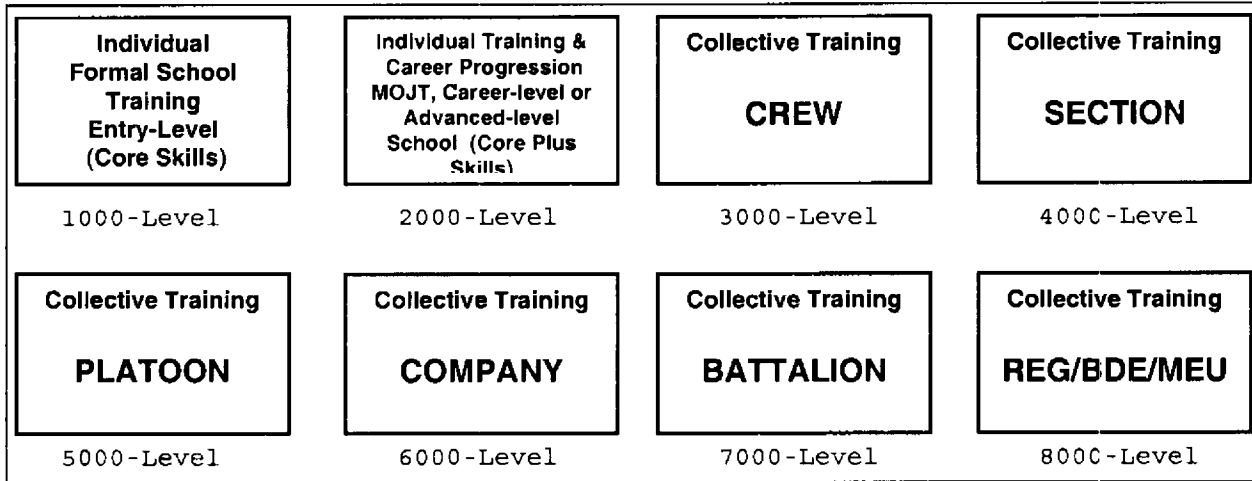 Individual
Formal School
Training
Entry-Level
(Core Skills)
1000-Level
Individual Training &
Career Progression
MOJT, Career-level or
Advanced-level
School (Core Plus
Skills)
2000-Level
Collective Training
CREW
3000-Level
Collective Training
SECTION
4000-Level
Collective Training
PLATOON
5000-Level
Collective Training
COMPANY
6000-Level
Collective Training
BATTALION
7000-Level
Collective Training
REG/BDE/MEU
8000-Level